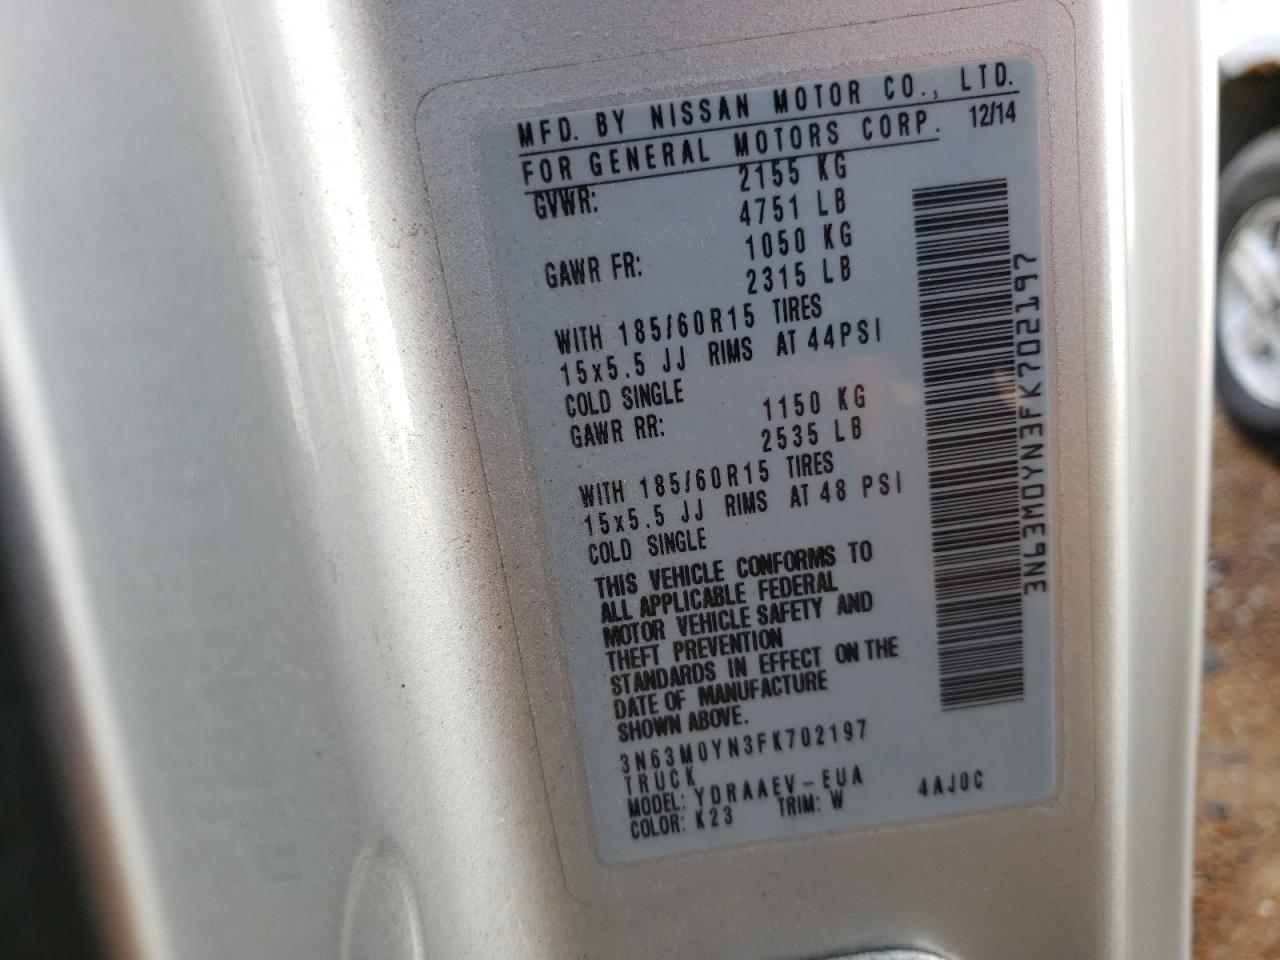 MFD. BY NISSAN MOTOR CO., LTD.
FOR GENERAL MOTORS CORP. 12/14
GVWR: 2155 KG
4751 LB
GAWR FR: 1050 KG
2315 LB
WITH 185/60R15 TIRES
15x5.5 JJ RIMS AT 44PSI
COLD SINGLE
GAWR RR: 1150 KG
2535 LB
WITH 185/60R15 TIRES
15x5.5 JJ RIMS AT 48 PSI
COLD SINGLE
THIS VEHICLE CONFORMS TO
ALL APPLICABLE FEDERAL
MOTOR VEHICLE SAFETY AND
THEFT PREVENTION
STANDARDS IN EFFECT ON THE
DATE OF MANUFACTURE
SHOWN ABOVE.
3N63M0YN3FK702197
TRUCK
MODEL: YDRAAEV-EUA
COLOR: K23 TRIM: W 4AJ0C
3N63M0YN3FK702197